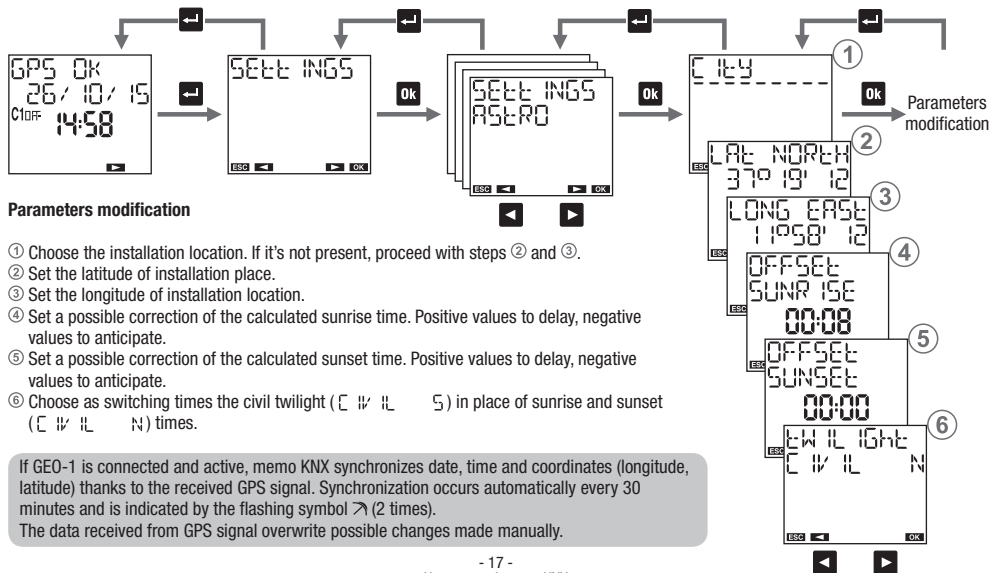 GPS OK
26/ 10/ 15
C1OFF 14:58
SEtt INGS
ESC OK
Ok
SEtt INGS
AStRO
ESC OK
Ok
C Ity
ESC
1
Ok
Parameters
modification
LAt NORtH
37° 19' 12
2
LONG EASt
11°58' 12
ESC
3
OFFSEt
SUNR ISE
00:08
ESC
4
OFFSEt
SUNSEt
00:00
ESC
5
tW IL IGht
C IV IL N
ESC OK
6
Parameters modification
① Choose the installation location. If it's not present, proceed with steps ② and ③.
② Set the latitude of installation place.
③ Set the longitude of installation location.
④ Set a possible correction of the calculated sunrise time. Positive values to delay, negative
values to anticipate.
⑤ Set a possible correction of the calculated sunset time. Positive values to delay, negative
values to anticipate.
⑥ Choose as switching times the civil twilight (C IV IL S) in place of sunrise and sunset
(C IV IL N) times.
If GEO-1 is connected and active, memo KNX synchronizes date, time and coordinates (longitude,
latitude) thanks to the received GPS signal. Synchronization occurs automatically every 30
minutes and is indicated by the flashing symbol (2 times).
The data received from GPS signal overwrite possible changes made manually.
- 17 -